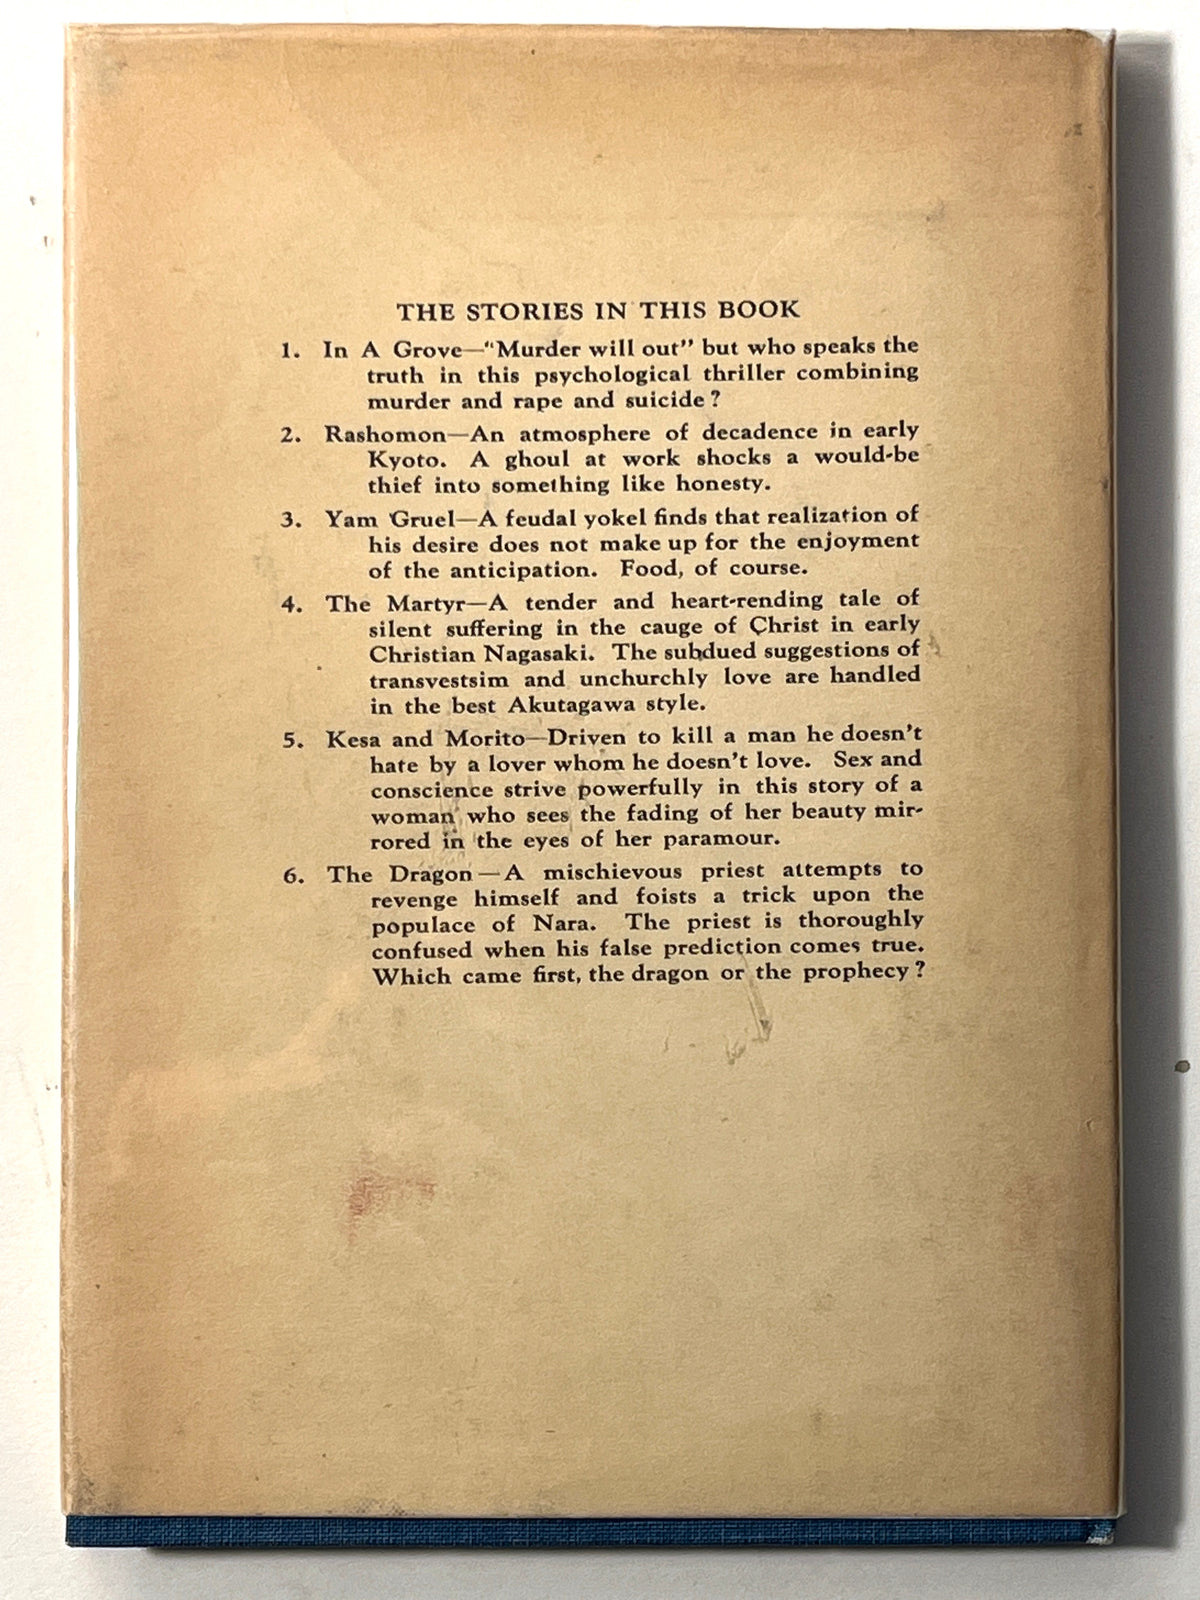 THE STORIES IN THIS BOOK
1. In A Grove—"Murder will out" but who speaks the
truth in this psychological thriller combining
murder and rape and suicide?
2. Rashomon—An atmosphere of decadence in early
Kyoto. A ghoul at work shocks a would-be
thief into something like honesty.
3. Yam Gruel—A feudal yokel finds that realization of
his desire does not make up for the enjoyment
of the anticipation. Food, of course.
4. The Martyr—A tender and heart-rending tale of
silent suffering in the cauge of Christ in early
Christian Nagasaki. The subdued suggestions of
transvestsim and unchurchly love are handled
in the best Akutagawa style.
5. Kesa and Morito—Driven to kill a man he doesn't
hate by a lover whom he doesn't love. Sex and
conscience strive powerfully in this story of a
woman who sees the fading of her beauty mir-
rored in the eyes of her paramour.
6. The Dragon—A mischievous priest attempts to
revenge himself and foists a trick upon the
populace of Nara. The priest is thoroughly
confused when his false prediction comes true.
Which came first, the dragon or the prophecy?